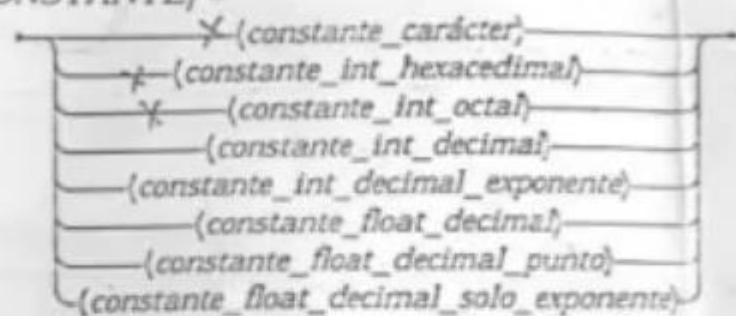 CONSTANTE
(constante_carácter)
(constante_int_hexacedimal)
(constante_int_octal)
(constante_int_decimal)
(constante_int_decimal_exponente)
(constante_float_decimal)
(constante_float_decimal_punto)
(constante_float_decimal_solo_exponente)